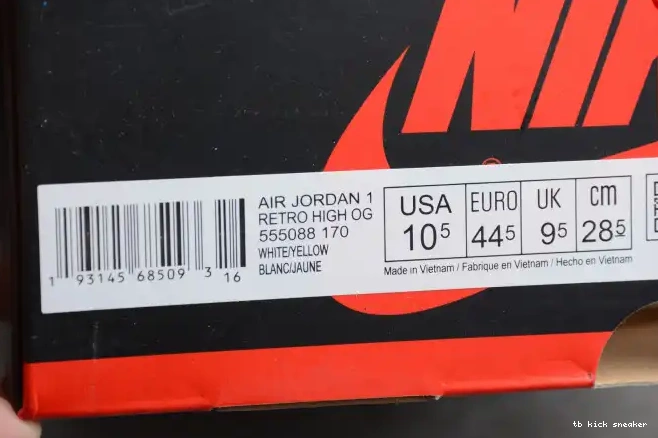 NIK
AIR JORDAN 1
RETRO HIGH OG
555088 170
WHITE/YELLOW
BLANC/JAUNE
USA
10 5
EURO
44 5
UK
9 5
cm
28 5
1 93145 68509 3 16
Made in Vietnam / Fabrique en Vietnam / Hecho en Vietnam
tb kick sneaker